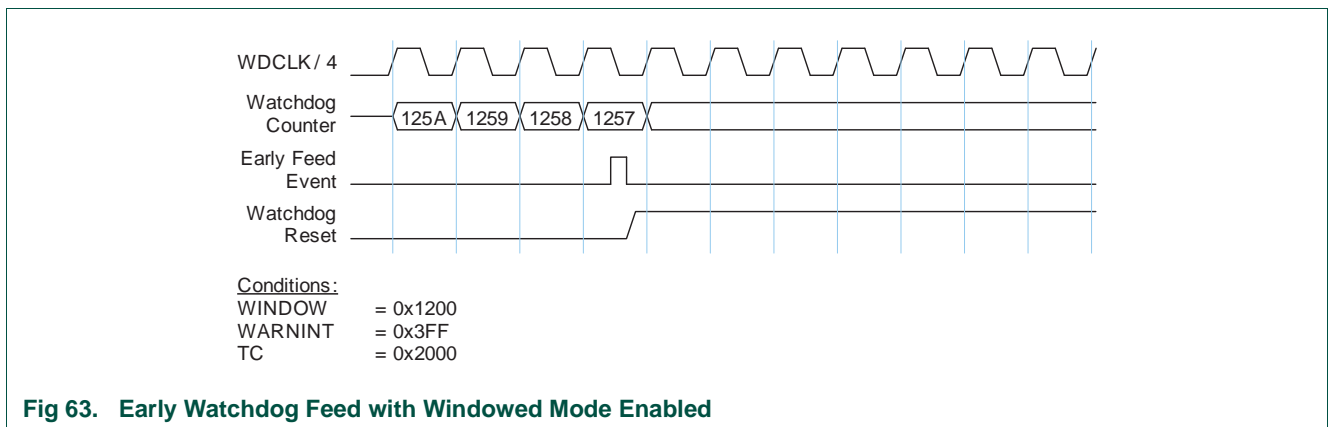 WDCLK / 4
Watchdog
Counter
125A 1259 1258 1257
Early Feed
Event
Watchdog
Reset
Conditions:
WINDOW = 0x1200
WARNINT = 0x3FF
TC = 0x2000
Fig 63. Early Watchdog Feed with Windowed Mode Enabled